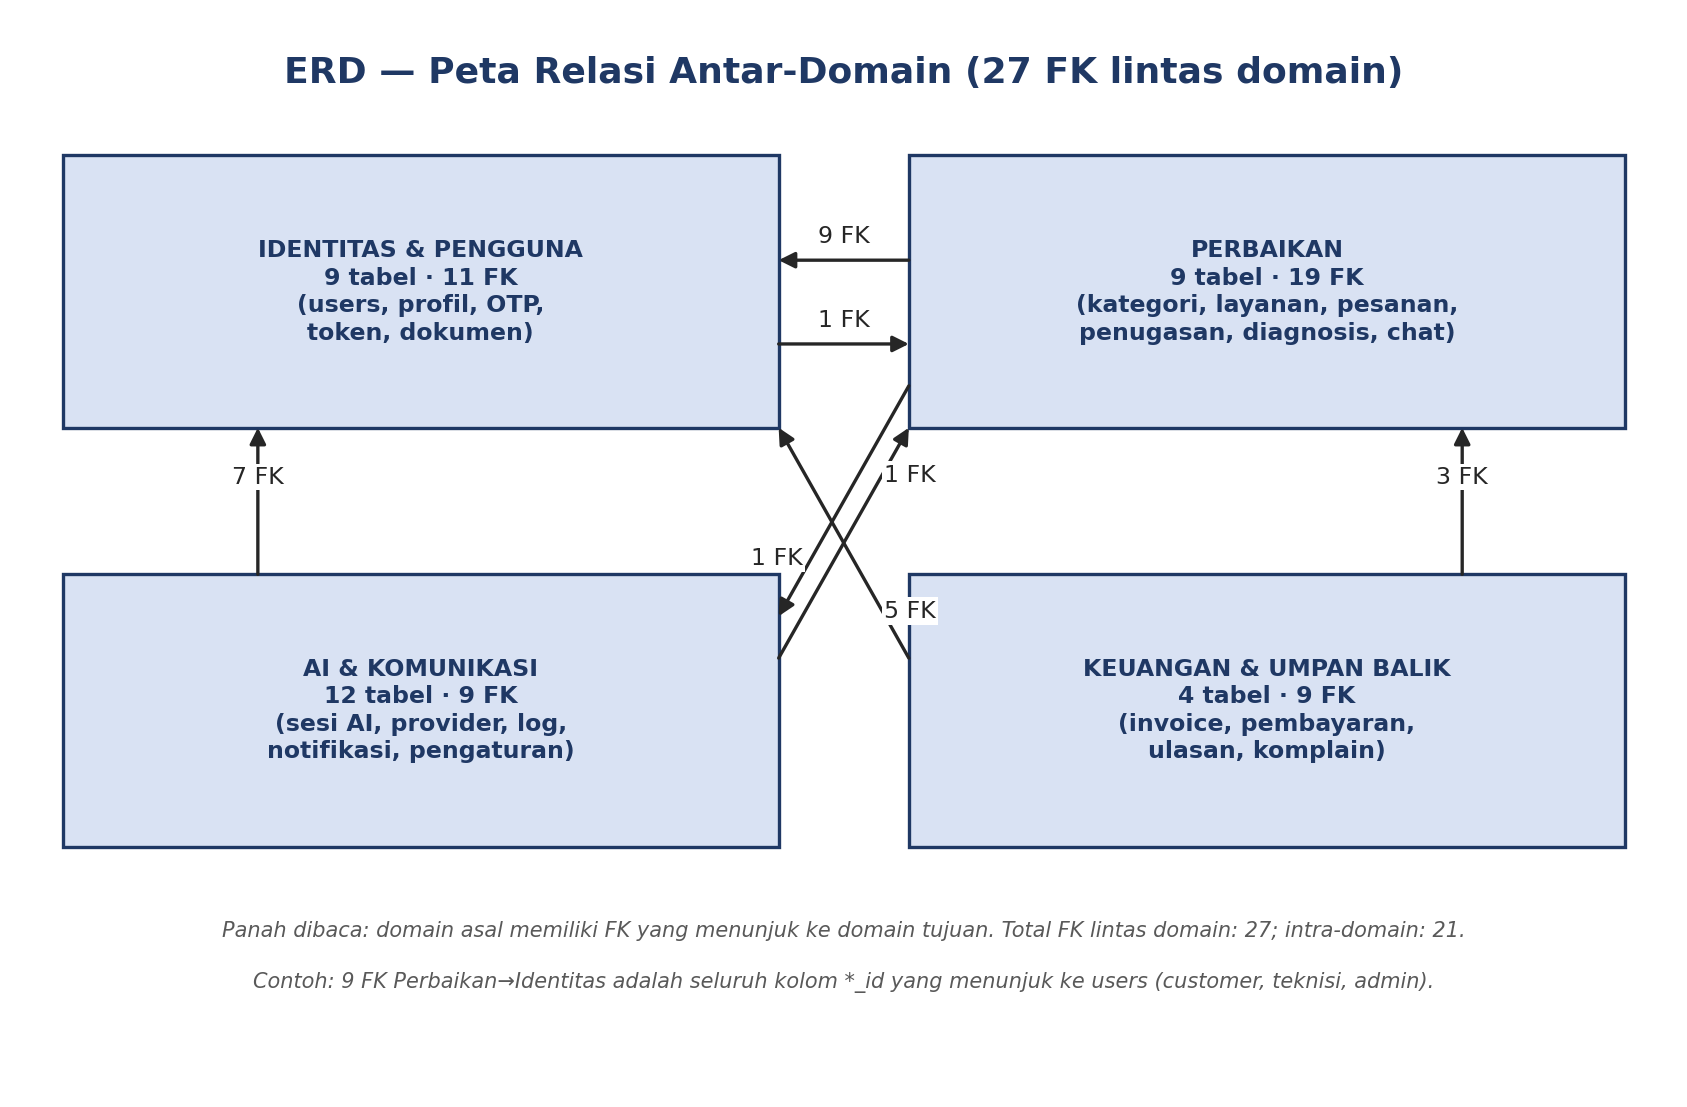 ERD — Peta Relasi Antar-Domain (27 FK lintas domain)
IDENTITAS & PENGGUNA
9 tabel · 11 FK
(users, profil, OTP,
token, dokumen)
9 FK
1 FK
PERBAIKAN
9 tabel · 19 FK
(kategori, layanan, pesanan,
penugasan, diagnosis, chat)
7 FK
1 FK
3 FK
1 FK
5 FK
AI & KOMUNIKASI
12 tabel · 9 FK
(sesi AI, provider, log,
notifikasi, pengaturan)
KEUANGAN & UMPAN BALIK
4 tabel · 9 FK
(invoice, pembayaran,
ulasan, komplain)
Panah dibaca: domain asal memiliki FK yang menunjuk ke domain tujuan. Total FK lintas domain: 27; intra-domain: 21.
Contoh: 9 FK Perbaikan→Identitas adalah seluruh kolom *_id yang menunjuk ke users (customer, teknisi, admin).